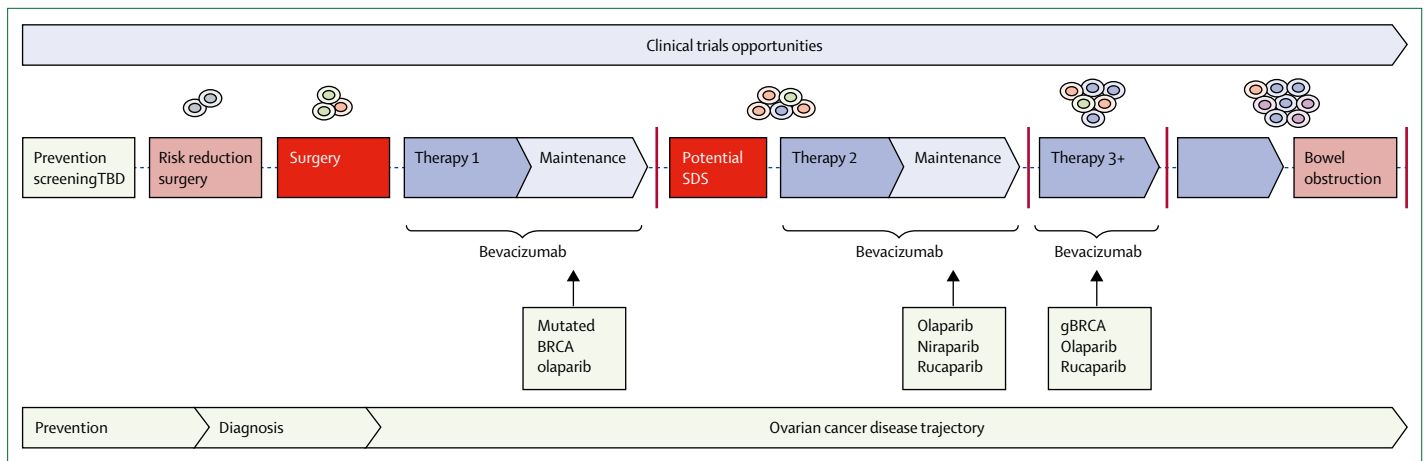 Clinical trials opportunities
Prevention
screeningTBD
Risk reduction
surgery
Surgery
Therapy 1
Maintenance
Potential
SDS
Therapy 2
Maintenance
Therapy 3+
Bowel
obstruction
Bevacizumab
Bevacizumab
Bevacizumab
Mutated
BRCA
olaparib
Olaparib
Niraparib
Rucaparib
gBRCA
Olaparib
Rucaparib
Prevention
Diagnosis
Ovarian cancer disease trajectory